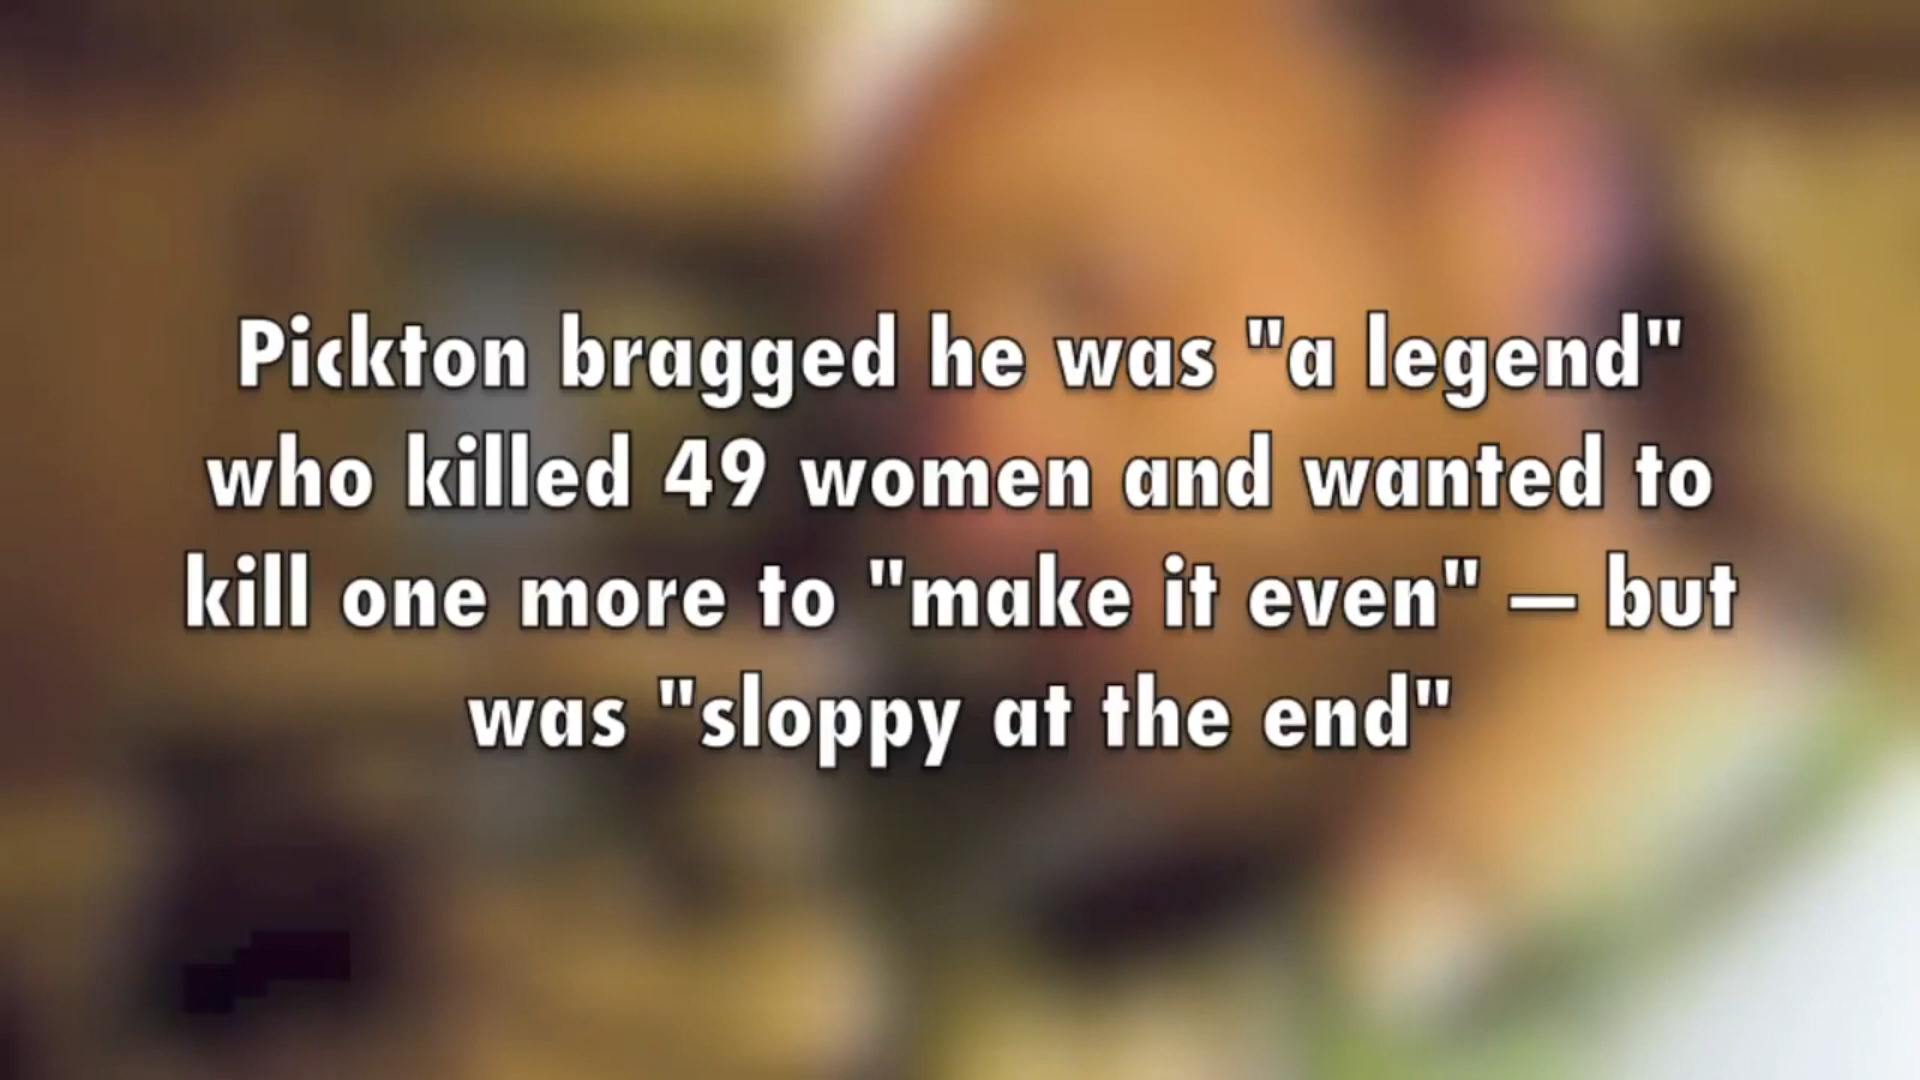 Pickton bragged he was "a legend"
who killed 49 women and wanted to
kill one more to "make it even" — but
was "sloppy at the end"